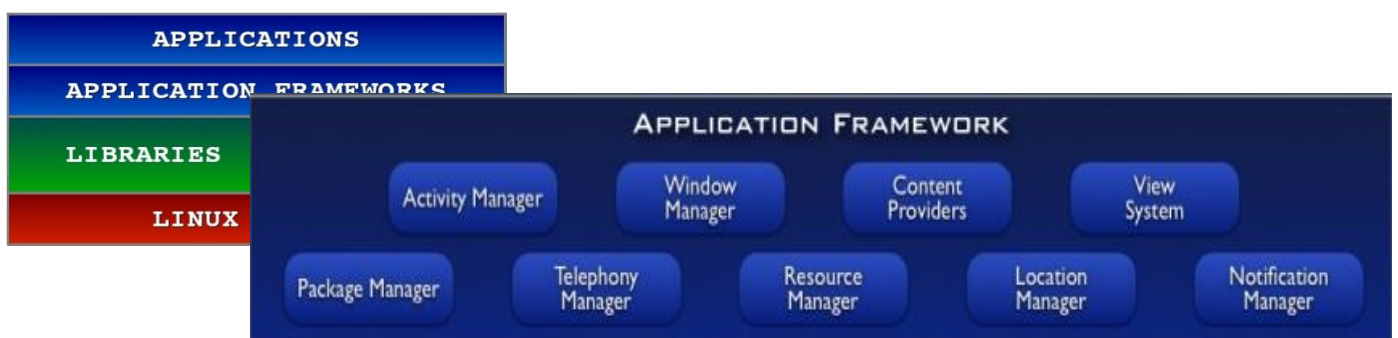 APPLICATIONS
APPLICATION FRAMEWORKS
LIBRARIES
LINUX
APPLICATION FRAMEWORK
Activity Manager
Window
Manager
Content
Providers
View
System
Package Manager
Telephony
Manager
Resource
Manager
Location
Manager
Notification
Manager